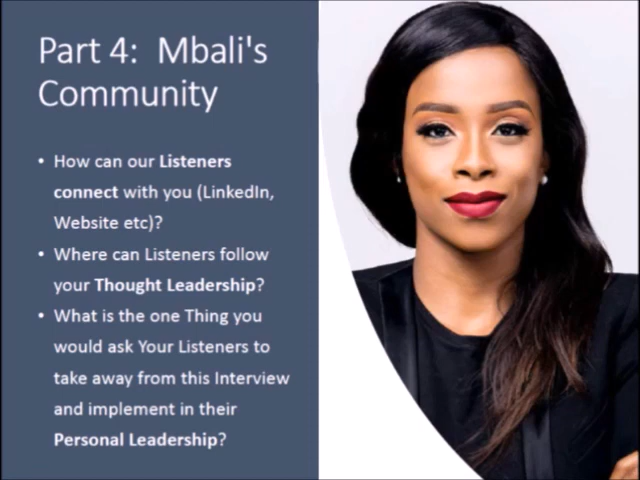 Part 4:  Mbali's
Community
• How can our Listeners
connect with you (LinkedIn,
Website etc)?
• Where can Listeners follow
your Thought Leadership?
• What is the one Thing you
would ask Your Listeners to
take away from this Interview
and implement in their
Personal Leadership?